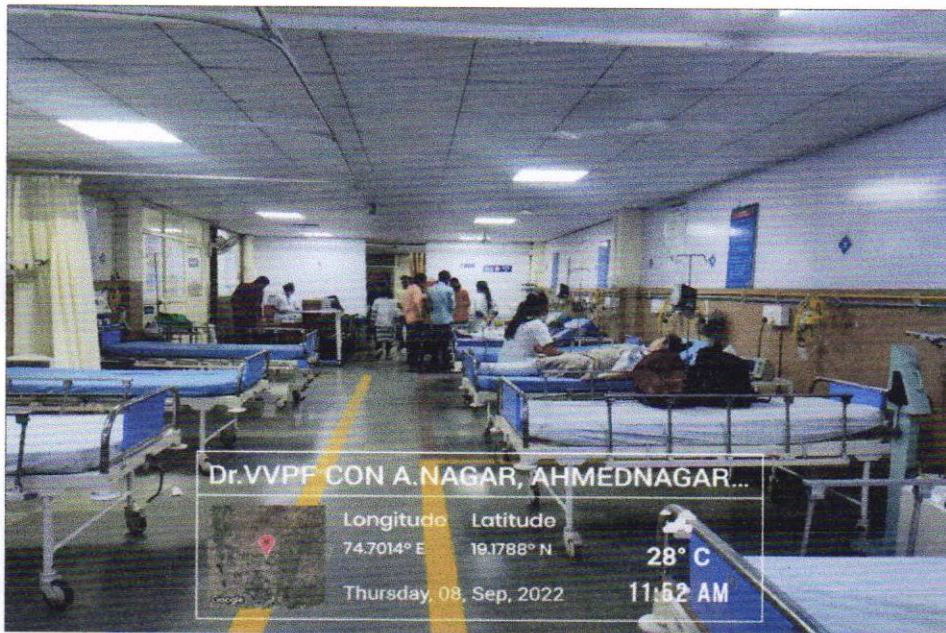 Dr.VVPF CON A.NAGAR, AHMEDNAGAR...
Longitude Latitude
74.7014° E 19.1788° N
28° C
Thursday, 08, Sep, 2022
11:52 AM
Google